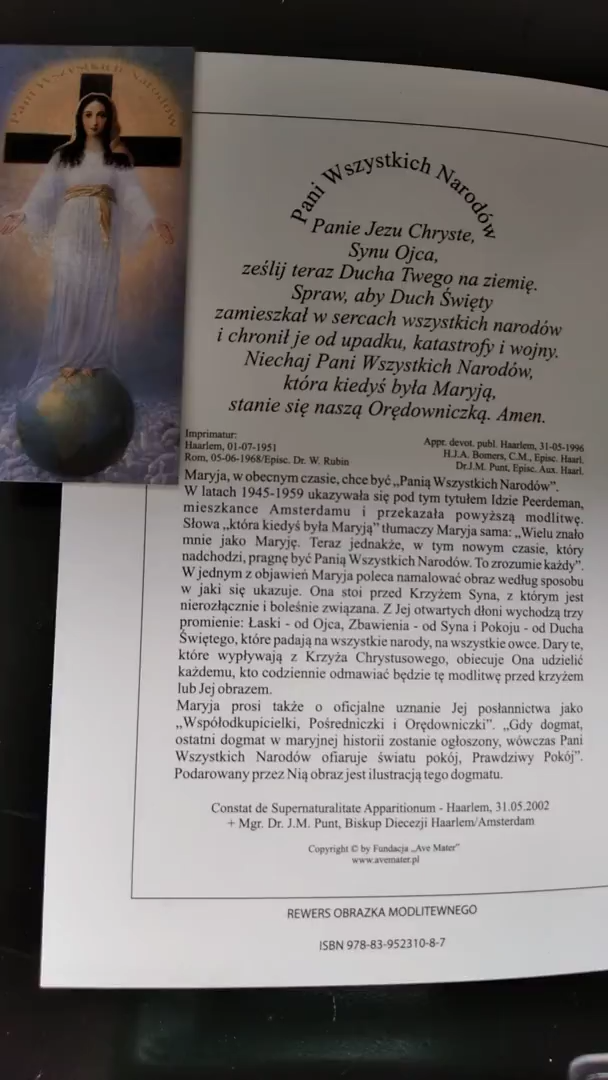 Pani Wszystkich Narodów
Pani Wszystkich Narodów
Panie Jezu Chryste,
Synu Ojca,
ześlij teraz Ducha Twego na ziemię.
Spraw, aby Duch Święty
zamieszkał w sercach wszystkich narodów
i chronił je od upadku, katastrofy i wojny.
Niechaj Pani Wszystkich Narodów,
która kiedyś była Maryją,
stanie się naszą Orędowniczką. Amen.
Imprimatur:
Haarlem, 01-07-1951
Rom, 05-06-1968/Episc. Dr. W. Rubin
Appr. devot. publ. Haarlem, 31-05-1996
H.J.A. Bomers, C.M., Episc. Haarl.
Dr.J.M. Punt, Episc. Aux. Haarl.
Maryja, w obecnym czasie, chce być „Panią Wszystkich Narodów".
W latach 1945-1959 ukazywała się pod tym tytułem Idzie Peerdeman,
mieszkance Amsterdamu i przekazała powyższą modlitwę.
Słowa „która kiedyś była Maryją" tłumaczy Maryja sama: „Wielu znało
mnie jako Maryję. Teraz jednakże, w tym nowym czasie, który
nadchodzi, pragnę być Panią Wszystkich Narodów. To zrozumie każdy".
W jednym z objawień Maryja poleca namalować obraz według sposobu
w jaki się ukazuje. Ona stoi przed Krzyżem Syna, z którym jest
nierozłącznie i boleśnie związana. Z Jej otwartych dłoni wychodzą trzy
promienie: Łaski - od Ojca, Zbawienia - od Syna i Pokoju - od Ducha
Świętego, które padają na wszystkie narody, na wszystkie owce. Dary te,
które wypływają z Krzyża Chrystusowego, obiecuje Ona udzielić
każdemu, kto codziennie odmawiać będzie tę modlitwę przed krzyżem
lub Jej obrazem.
Maryja prosi także o oficjalne uznanie Jej posłannictwa jako
„Współodkupicielki, Pośredniczki i Orędowniczki". „Gdy dogmat,
ostatni dogmat w maryjnej historii zostanie ogłoszony, wówczas Pani
Wszystkich Narodów ofiaruje światu pokój, Prawdziwy Pokój".
Podarowany przez Nią obraz jest ilustracją tego dogmatu.
Constat de Supernaturalitate Apparitionum - Haarlem, 31.05.2002
+ Mgr. Dr. J.M. Punt, Biskup Diecezji Haarlem/Amsterdam
Copyright © by Fundacja „Ave Mater"
www.avemater.pl
REWERS OBRAZKA MODLITEWNEGO
ISBN 978-83-952310-8-7